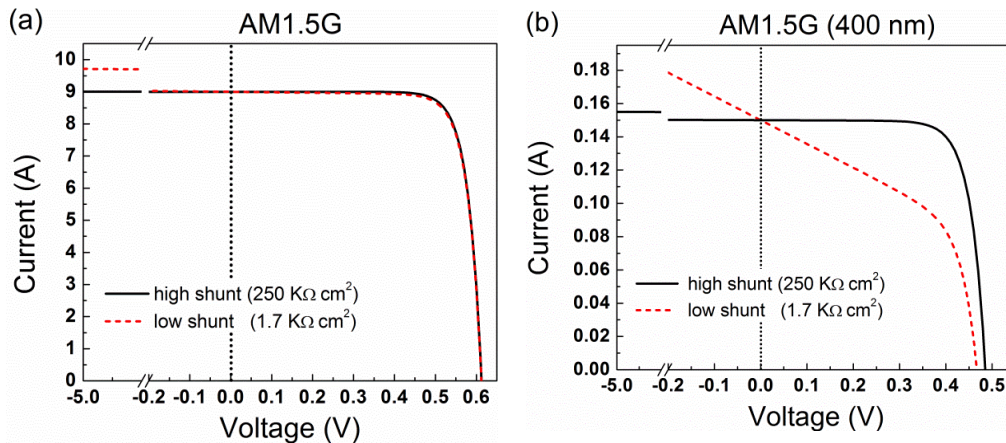 (a)
AM1.5G
10
9
8
7
6
5
4
3
2
1
0
Current (A)
high shunt (250 KΩ cm²)
low shunt (1.7 KΩ cm²)
-5.0 -0.2 -0.1 0.0 0.1 0.2 0.3 0.4 0.5 0.6
Voltage (V)
(b)
AM1.5G (400 nm)
0.18
0.16
0.14
0.12
0.10
0.08
0.06
0.04
0.02
0.00
Current (A)
high shunt (250 KΩ cm²)
low shunt (1.7 KΩ cm²)
-5.0 -0.2 -0.1 0.0 0.1 0.2 0.3 0.4 0.5
Voltage (V)